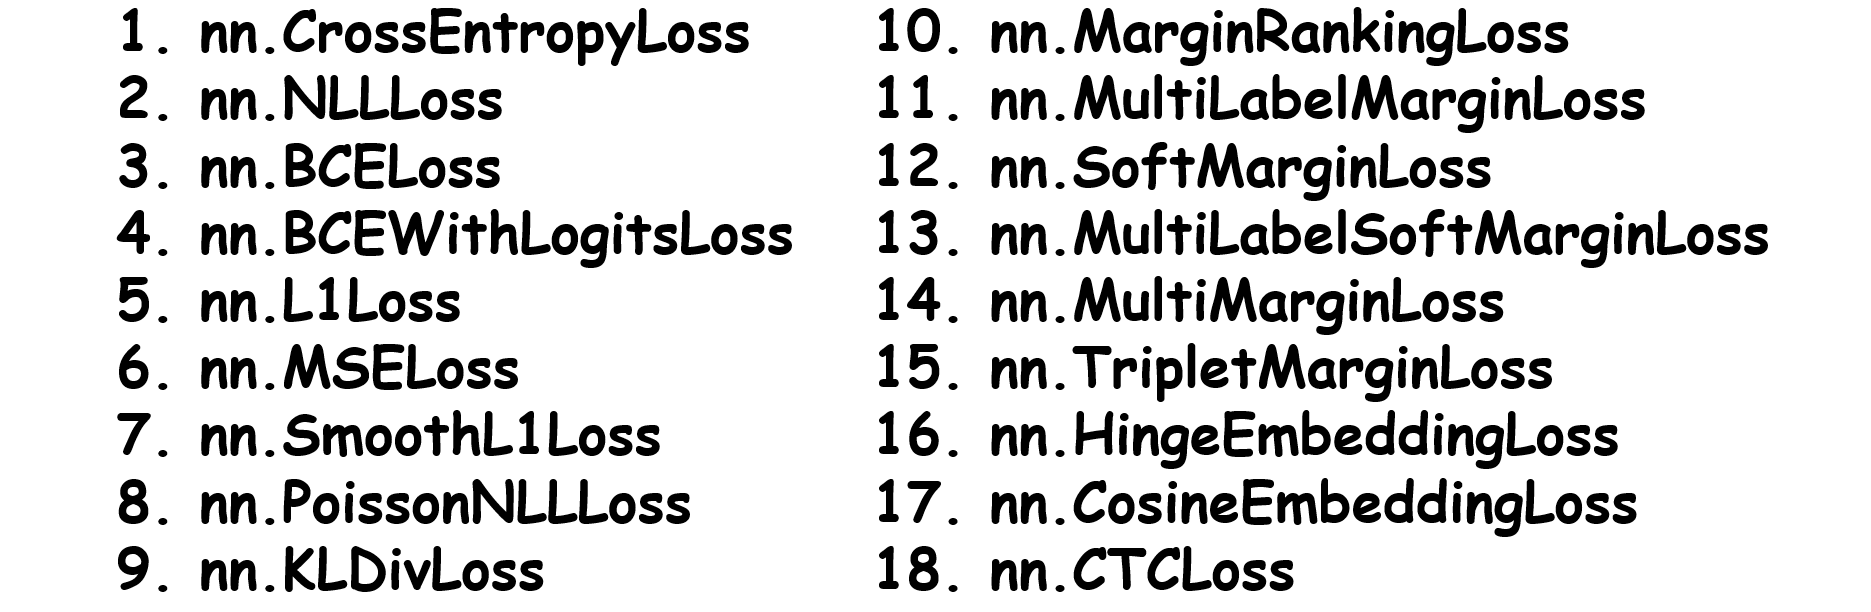 1. nn.CrossEntropyLoss
2. nn.NLLLoss
3. nn.BCELoss
4. nn.BCEWithLogitsLoss
5. nn.L1Loss
6. nn.MSELoss
7. nn.SmoothL1Loss
8. nn.PoissonNLLLoss
9. nn.KLDivLoss
10. nn.MarginRankingLoss
11. nn.MultiLabelMarginLoss
12. nn.SoftMarginLoss
13. nn.MultiLabelSoftMarginLoss
14. nn.MultiMarginLoss
15. nn.TripletMarginLoss
16. nn.HingeEmbeddingLoss
17. nn.CosineEmbeddingLoss
18. nn.CTCLoss